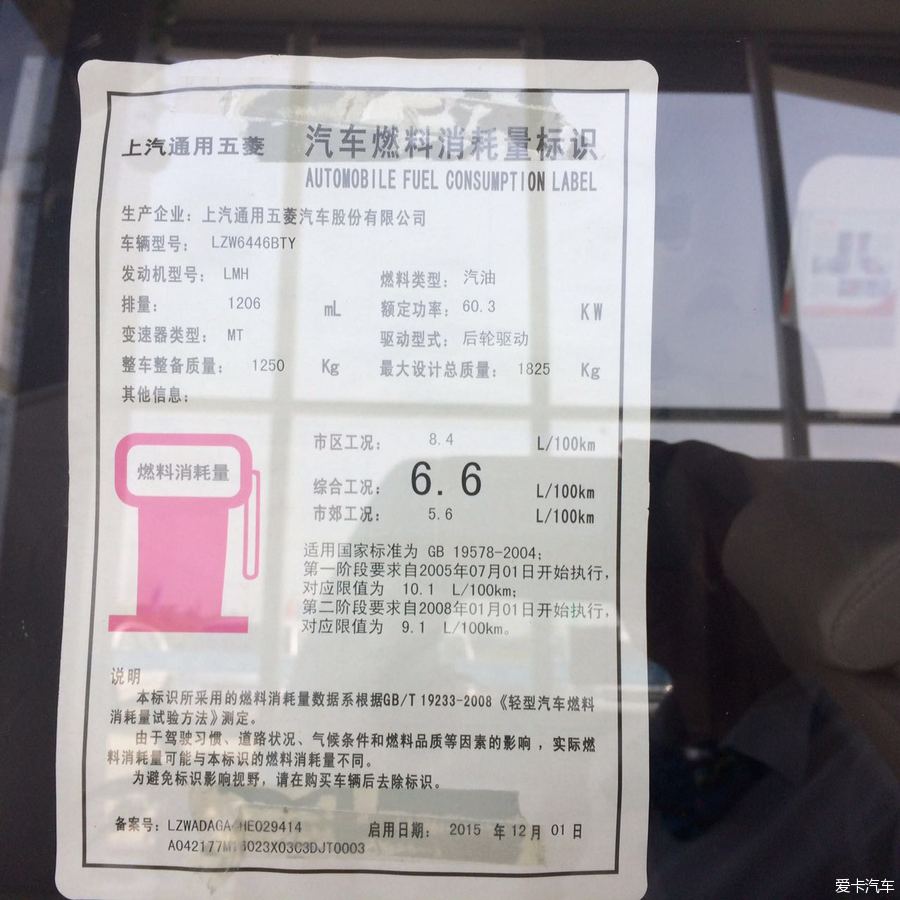 上汽通用五菱 汽车燃料消耗量标识
AUTOMOBILE FUEL CONSUMPTION LABEL
生产企业：上汽通用五菱汽车股份有限公司
车辆型号： LZW6446BTY
发动机型号： LMH 燃料类型： 汽油
排量： 1206 mL 额定功率： 60.3 KW
变速器类型： MT 驱动型式： 后轮驱动
整车整备质量： 1250 Kg 最大设计总质量： 1825 Kg
其他信息：
燃料消耗量
市区工况： 8.4 L/100km
综合工况： 6.6 L/100km
市郊工况： 5.6 L/100km
适用国家标准为 GB 19578-2004；
第一阶段要求自2005年07月01日开始执行，
对应限值为 10.1 L/100km；
第二阶段要求自2008年01月01日开始执行，
对应限值为 9.1 L/100km。
说明
本标识所采用的燃料消耗量数据系根据GB/T 19233-2008《轻型汽车燃料
消耗量试验方法》测定。
由于驾驶习惯、道路状况、气候条件和燃料品质等因素的影响，实际燃
料消耗量可能与本标识的燃料消耗量不同。
为避免标识影响视野，请在购买车辆后去除标识。
备案号： 启用日期： 2015 年 12 月 01 日
爱卡汽车